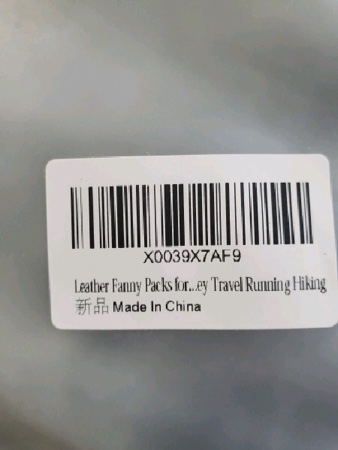 X0039X7AF9
Leather Fanny Packs for...ey Travel Running Hiking
新品 Made In China